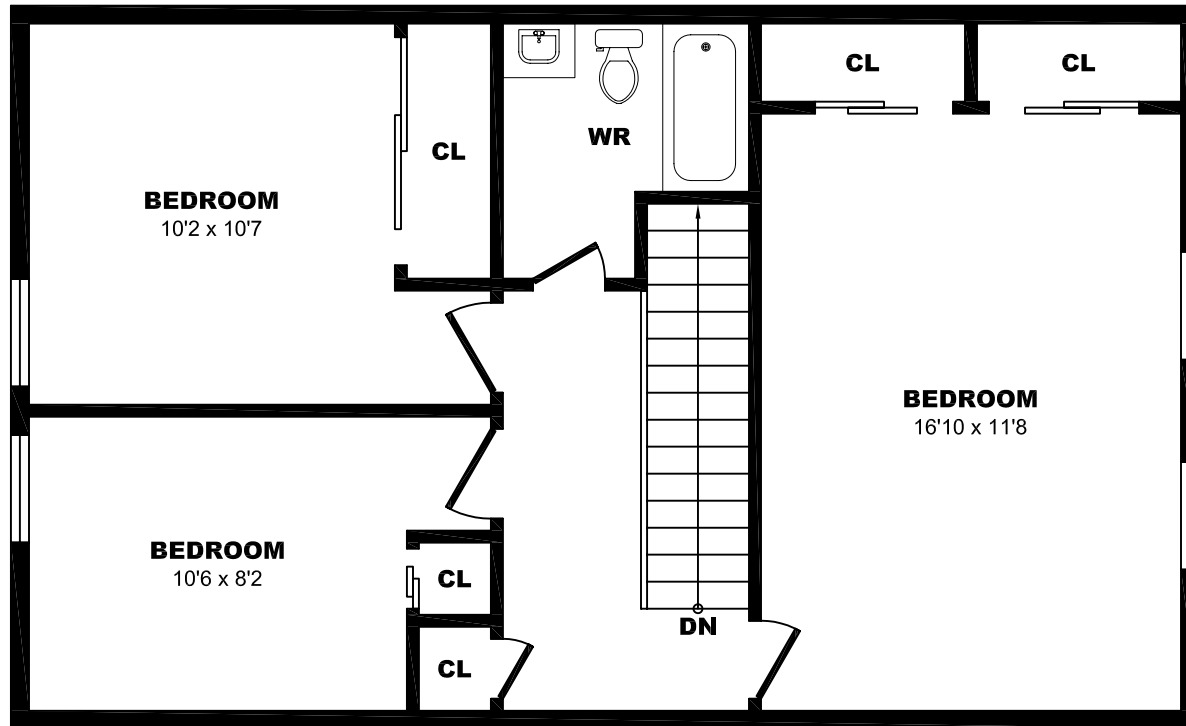 CL
CL
WR
CL
BEDROOM
10'2 x 10'7
BEDROOM
16'10 x 11'8
BEDROOM
10'6 x 8'2
CL
DN
CL